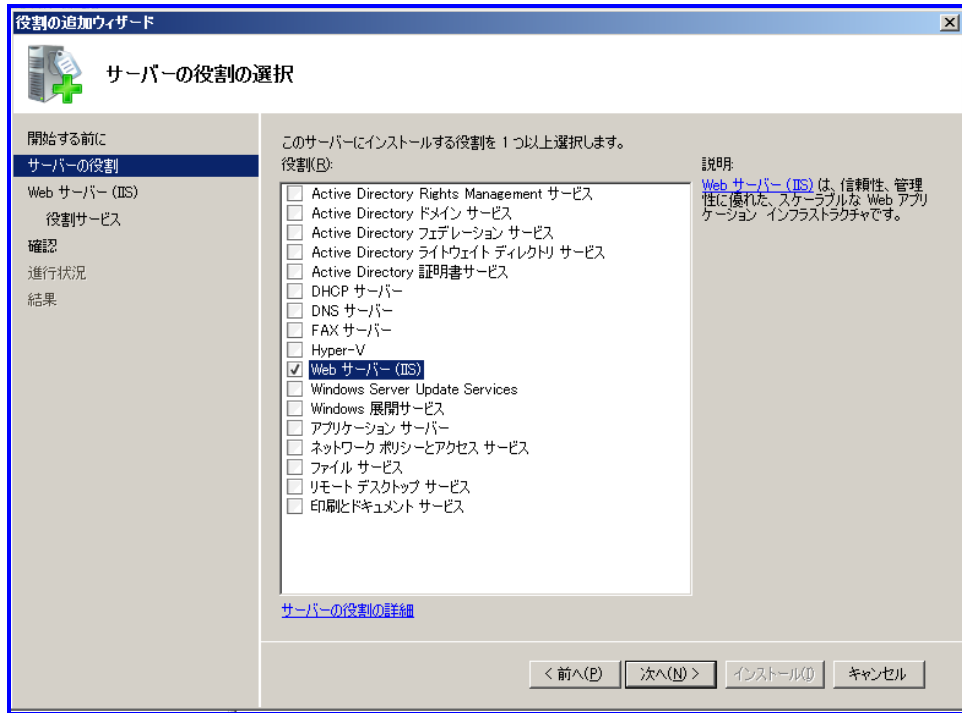 役割の追加ウィザード
サーバーの役割の選択
開始する前に
サーバーの役割
Web サーバー (IIS)
役割サービス
確認
進行状況
結果
このサーバーにインストールする役割を 1 つ以上選択します。
役割(R):
Active Directory Rights Management サービス
Active Directory ドメイン サービス
Active Directory フェデレーション サービス
Active Directory ライトウェイト ディレクトリ サービス
Active Directory 証明書サービス
DHCP サーバー
DNS サーバー
FAX サーバー
Hyper-V
Web サーバー (IIS)
Windows Server Update Services
Windows 展開サービス
アプリケーション サーバー
ネットワーク ポリシーとアクセス サービス
ファイル サービス
リモート デスクトップ サービス
印刷とドキュメント サービス
サーバーの役割の詳細
説明:
Web サーバー (IIS) は、信頼性、管理
性に優れた、スケーラブルな Web アプリ
ケーション インフラストラクチャです。
< 前へ(P)
次へ(N) >
インストール(I)
キャンセル